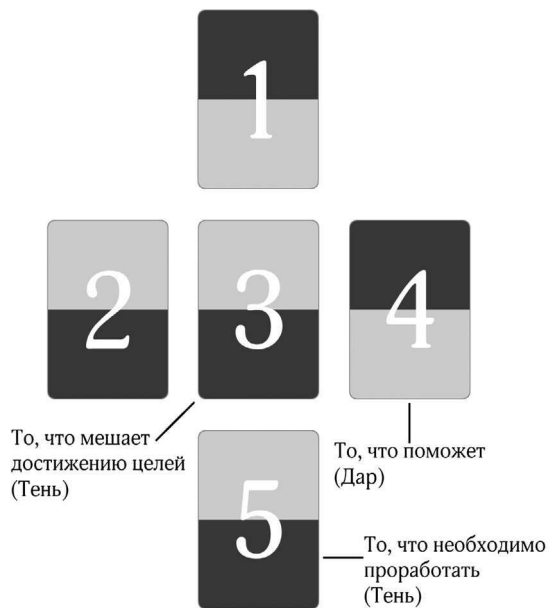 1
2
3
4
То, что мешает
достижению целей
(Тень)
То, что поможет
(Дар)
5
То, что необходимо
проработать
(Тень)